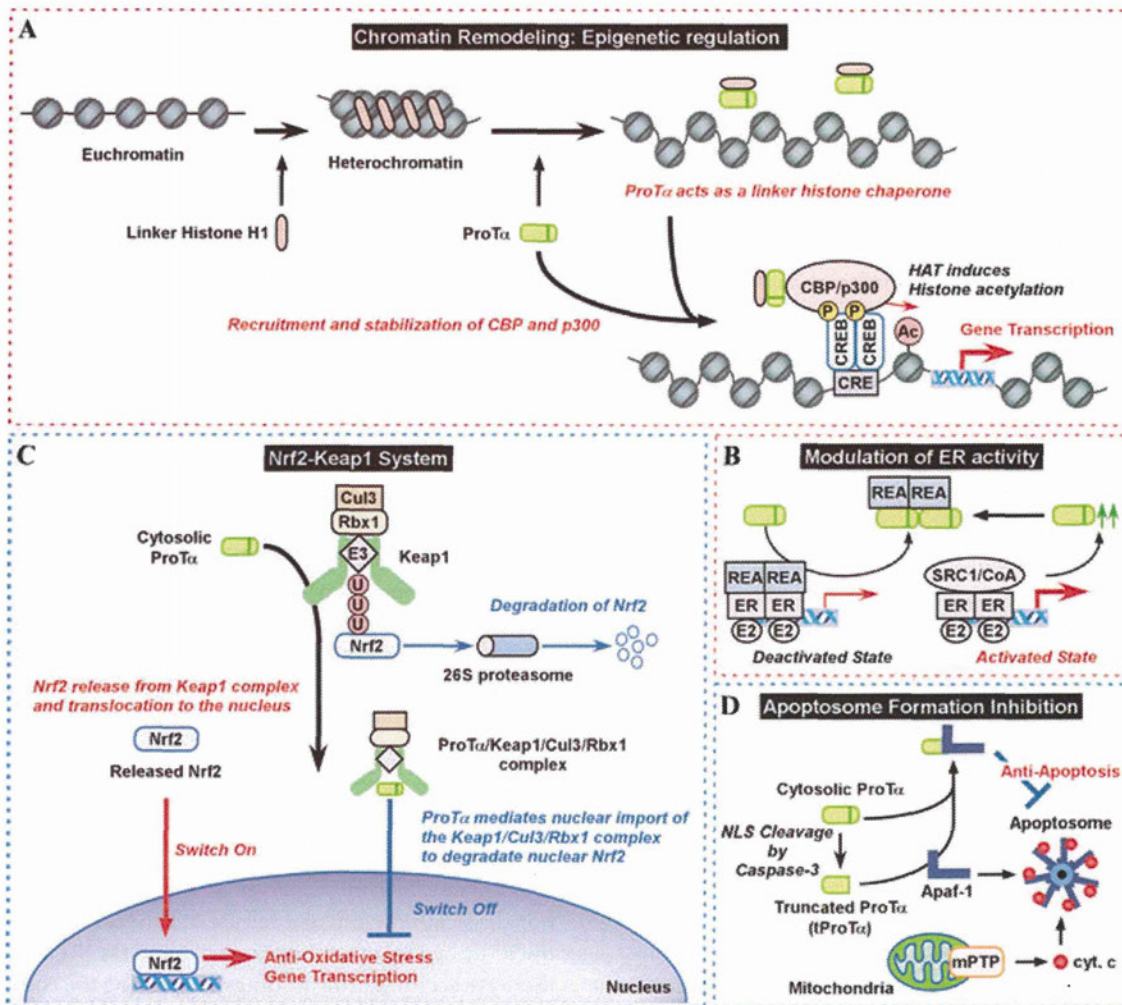 A
Chromatin Remodeling: Epigenetic regulation
Euchromatin
Heterochromatin
ProTα acts as a linker histone chaperone
Linker Histone H1
ProTα
CBP/p300
HAT induces
Histone acetylation
P P
Recruitment and stabilization of CBP and p300
CREB CREB
Ac
Gene Transcription
CRE
C
Nrf2-Keap1 System
Cul3
Rbx1
Cytosolic
ProTα
E3
Keap1
U
U
U
Degradation of Nrf2
Nrf2
26S proteasome
Nrf2 release from Keap1 complex
and translocation to the nucleus
Nrf2
Released Nrf2
ProTα/Keap1/Cul3/Rbx1
complex
ProTα mediates nuclear import of
the Keap1/Cul3/Rbx1 complex
to degradate nuclear Nrf2
Switch On
Switch Off
Nrf2
Anti-Oxidative Stress
Gene Transcription
Nucleus
B
Modulation of ER activity
REA REA
REA REA
SRC1/CoA
ER ER
ER ER
E2 E2
E2 E2
Deactivated State
Activated State
D
Apoptosome Formation Inhibition
Anti-Apoptosis
Cytosolic ProTα
NLS Cleavage
by
Caspase-3
Apoptosome
Truncated ProTα
(tProTα)
Apaf-1
mPTP
cyt. c
Mitochondria